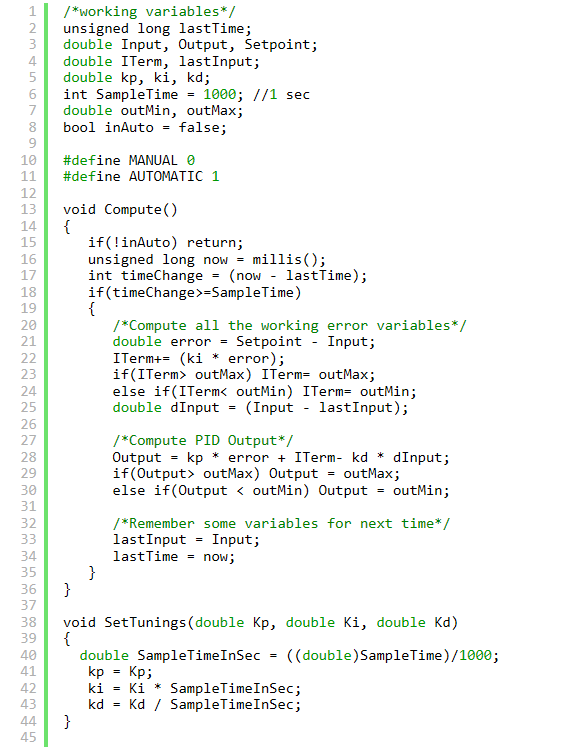 1 /*working variables*/
2 unsigned long lastTime;
3 double Input, Output, Setpoint;
4 double ITerm, lastInput;
5 double kp, ki, kd;
6 int SampleTime = 1000; //1 sec
7 double outMin, outMax;
8 bool inAuto = false;
9
10 #define MANUAL 0
11 #define AUTOMATIC 1
12
13 void Compute()
14 {
15    if(!inAuto) return;
16    unsigned long now = millis();
17    int timeChange = (now - lastTime);
18    if(timeChange>=SampleTime)
19    {
20       /*Compute all the working error variables*/
21       double error = Setpoint - Input;
22       ITerm+= (ki * error);
23       if(ITerm> outMax) ITerm= outMax;
24       else if(ITerm< outMin) ITerm= outMin;
25       double dInput = (Input - lastInput);
26
27       /*Compute PID Output*/
28       Output = kp * error + ITerm- kd * dInput;
29       if(Output> outMax) Output = outMax;
30       else if(Output < outMin) Output = outMin;
31
32       /*Remember some variables for next time*/
33       lastInput = Input;
34       lastTime = now;
35    }
36 }
37
38 void SetTunings(double Kp, double Ki, double Kd)
39 {
40   double SampleTimeInSec = ((double)SampleTime)/1000;
41    kp = Kp;
42    ki = Ki * SampleTimeInSec;
43    kd = Kd / SampleTimeInSec;
44 }
45